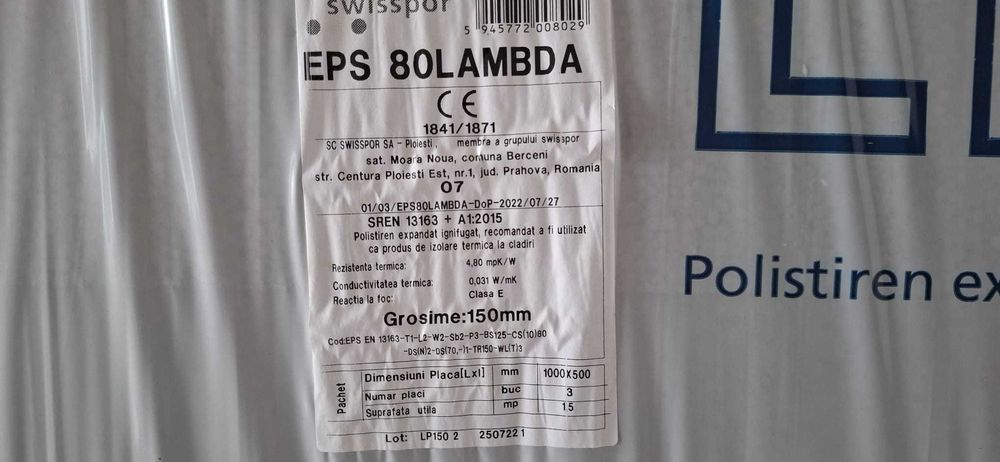 swisspor
5 945772 008029
EPS 80LAMBDA
CE
1841/1871
SC SWISSPOR SA - Ploiesti, membra a grupului swisspor
sat. Moara Noua, comuna Berceni
str. Centura Ploiesti Est, nr.1, jud. Prahova, Romania
07
01/03/EPS80LAMBDA-DoP-2022/07/27
SREN 13163 + A1:2015
Polistiren expandat ignifugat, recomandat a fi utilizat
ca produs de izolare termica la cladiri
Rezistenta termica: 4,80 mpK/W
Conductivitatea termica: 0,031 W/mK
Reactia la foc: Clasa E
Grosime:150mm
Cod:EPS EN 13163-T1-L2-W2-Sb2-P3-BS125-CS(10)80
-DS(N)2-DS(70,-)1-TR150-WL(T)3
Pachet
Dimensiuni Placa[Lxl] mm 1000X500
Numar placi buc 3
Suprafata utila mp 1.5
Lot: LP150 2 2507221
Polistiren ex